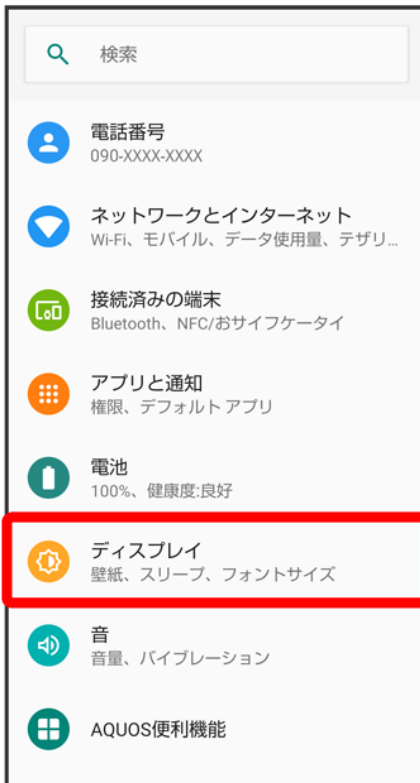 検索
電話番号
090-XXXX-XXXX
ネットワークとインターネット
Wi-Fi、モバイル、データ使用量、テザリ...
接続済みの端末
Bluetooth、NFC/おサイフケータイ
アプリと通知
権限、デフォルト アプリ
電池
100%、健康度:良好
ディスプレイ
壁紙、スリープ、フォントサイズ
音
音量、バイブレーション
AQUOS便利機能